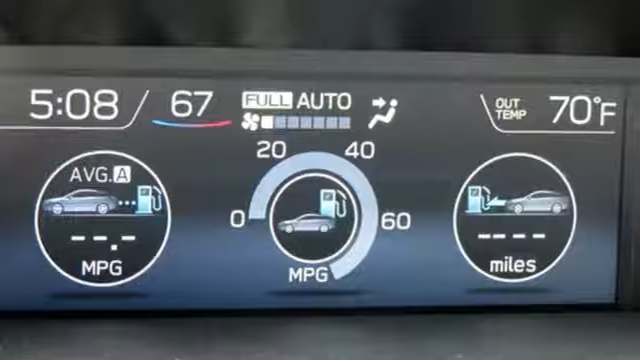 5:08
67
FULL AUTO
OUT TEMP
70°F
AVG.A
--.-
MPG
0
20
40
60
MPG
----
miles